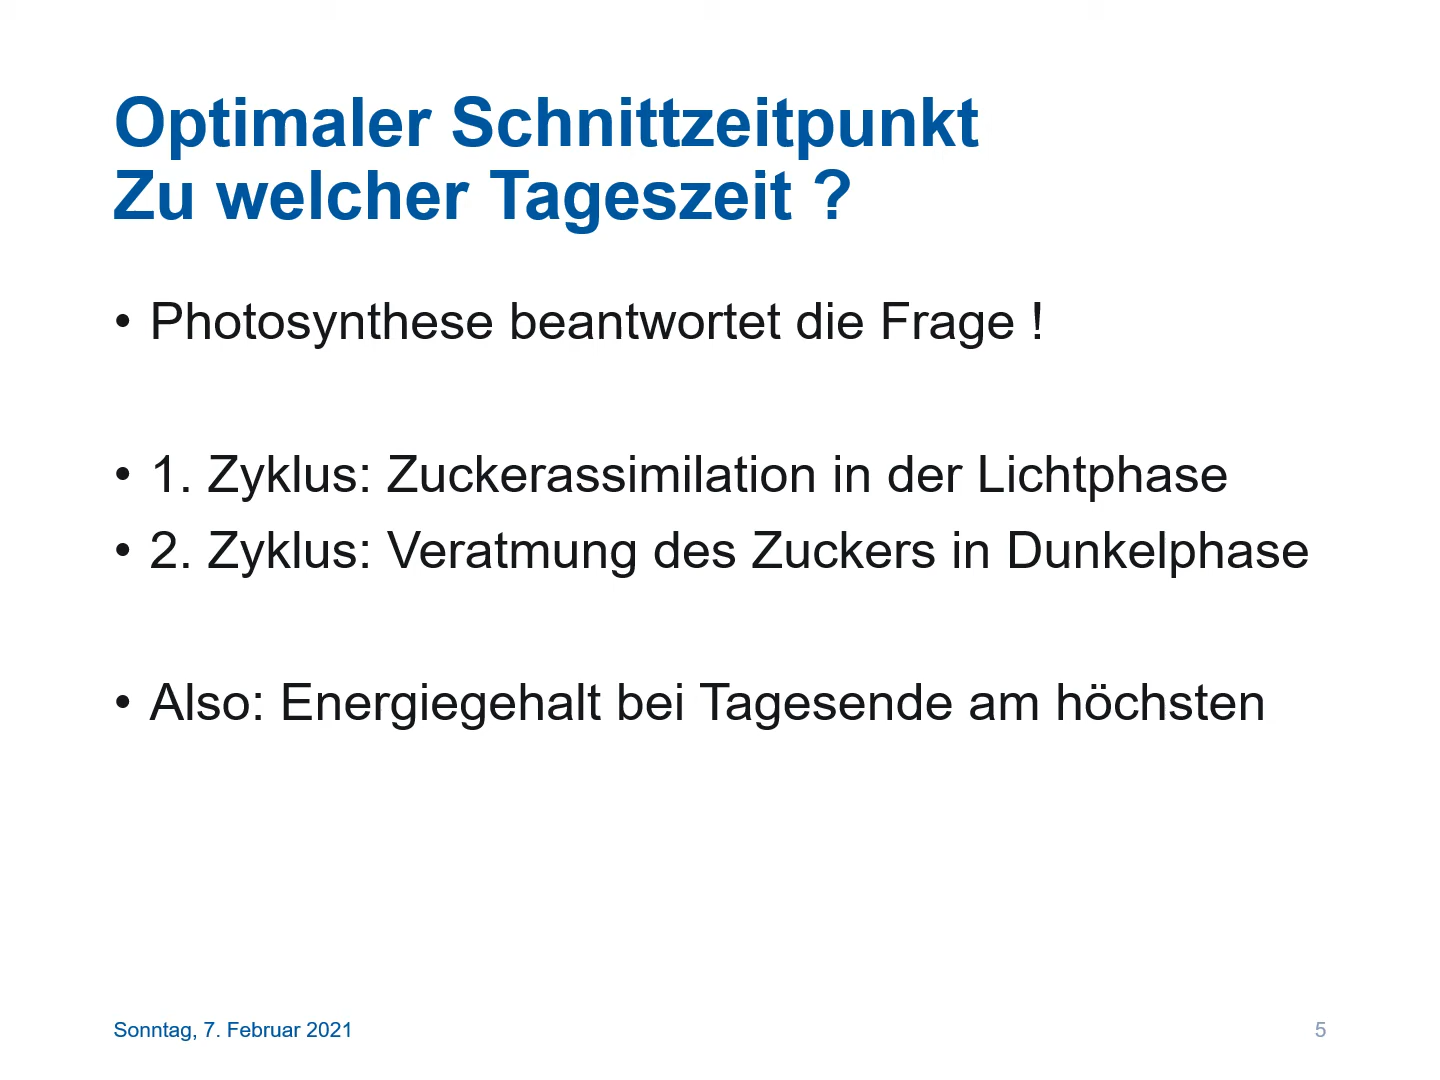 Optimaler Schnittzeitpunkt
Zu welcher Tageszeit ?
• Photosynthese beantwortet die Frage !
• 1. Zyklus: Zuckerassimilation in der Lichtphase
• 2. Zyklus: Veratmung des Zuckers in Dunkelphase
• Also: Energiegehalt bei Tagesende am höchsten
Sonntag, 7. Februar 2021
5